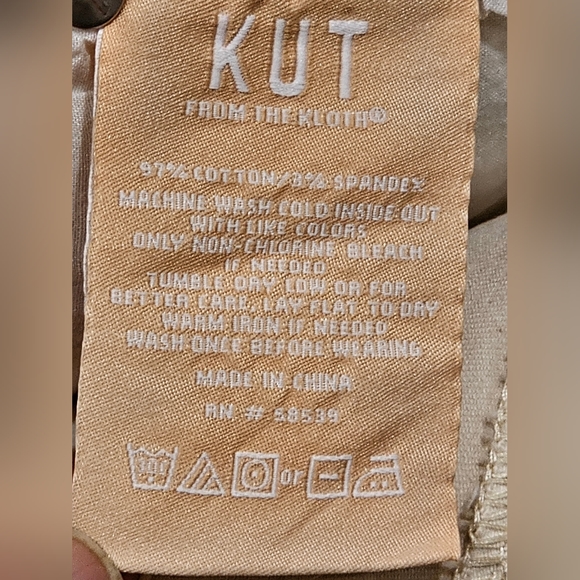 KUT
FROM THE KLOTH®
97% COTTON/3% SPANDEX
MACHINE WASH COLD INSIDE OUT
WITH LIKE COLORS
ONLY NON-CHLORINE BLEACH
IF NEEDED
TUMBLE DRY LOW OR FOR
BETTER CARE, LAY FLAT TO DRY
WARM IRON IF NEEDED
WASH ONCE BEFORE WEARING
MADE IN CHINA
RN # 58539
or